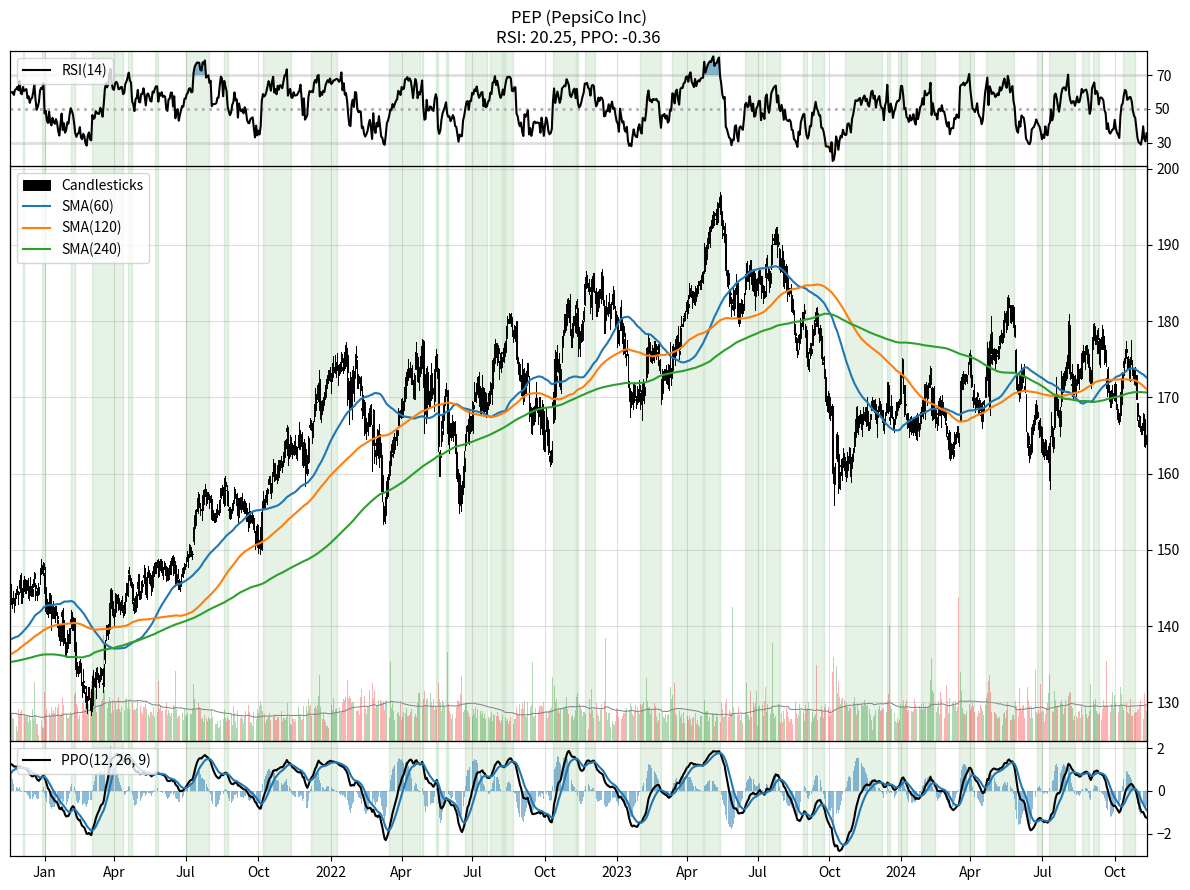 PEP (PepsiCo Inc)
RSI: 20.25, PPO: -0.36
RSI(14)
70
50
30
Candlesticks
SMA(60)
SMA(120)
SMA(240)
200
190
180
170
160
150
140
130
PPO(12, 26, 9)
2
0
−2
Jan Apr Jul Oct 2022 Apr Jul Oct 2023 Apr Jul Oct 2024 Apr Jul Oct